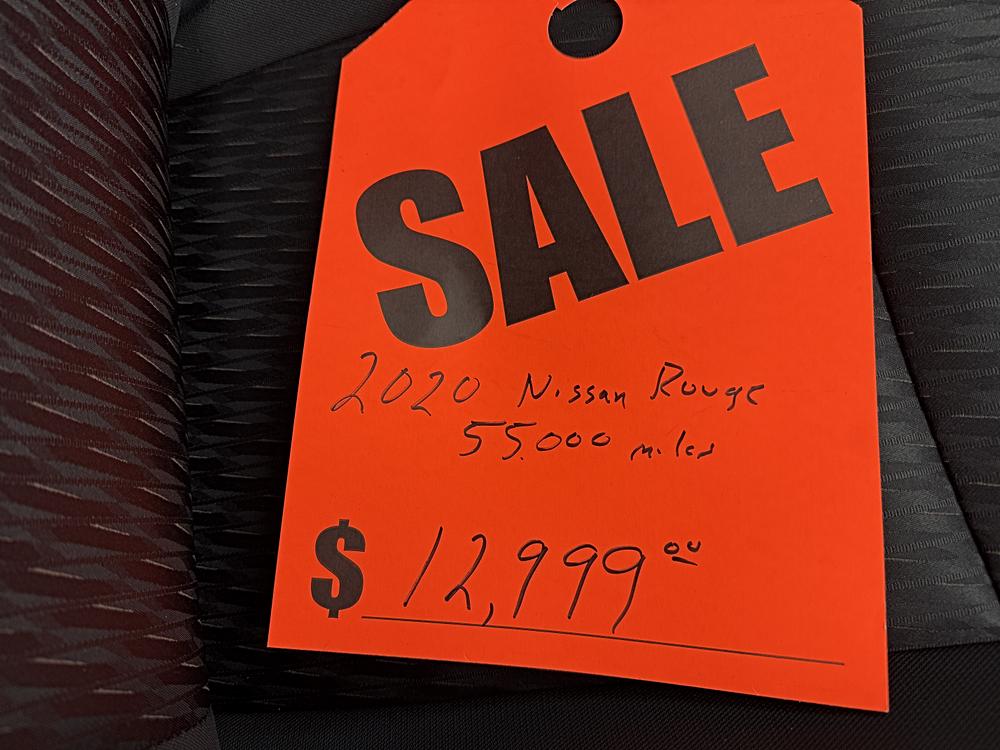 SALE
2020 Nissan Rouge
55,000 miles
$ 12,999.00